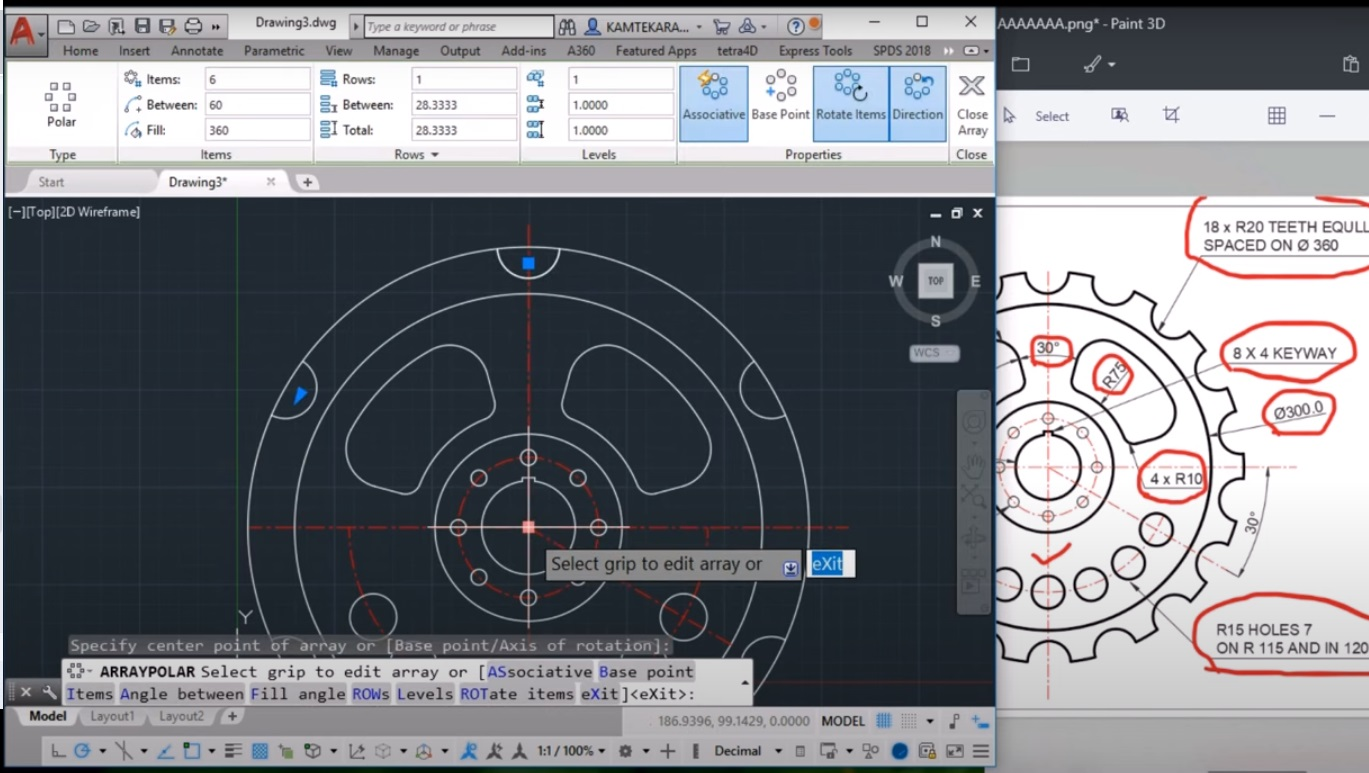 Drawing3.dwg
Type a keyword or phrase
KAMTEKARA...
AAAAAAA.png* - Paint 3D
Home Insert Annotate Parametric View Manage Output Add-ins A360 Featured Apps tetra4D Express Tools SPDS 2018
Polar
Items: 6
Between: 60
Fill: 360
Rows: 1
Between: 28.3333
Total: 28.3333
1
1.0000
1.0000
Associative Base Point Rotate Items Direction
Close
Array
Type Items Rows Levels Properties Close
Select
Start Drawing3*
[−][Top][2D Wireframe]
N
W TOP E
S
WCS
18 x R20 TEETH EQULL
SPACED ON Ø 360
30°
R75
8 X 4 KEYWAY
Ø300.0
4 x R10
30°
R15 HOLES 7
ON R 115 AND IN 120
Select grip to edit array or eXit
Y
Specify center point of array or [Base point/Axis of rotation]:
ARRAYPOLAR Select grip to edit array or [ASsociative Base point
Items Angle between Fill angle ROWs Levels ROTate items eXit]<eXit>:
Model Layout1 Layout2 +
186.9396, 99.1429, 0.0000 MODEL
1:1 / 100% Decimal